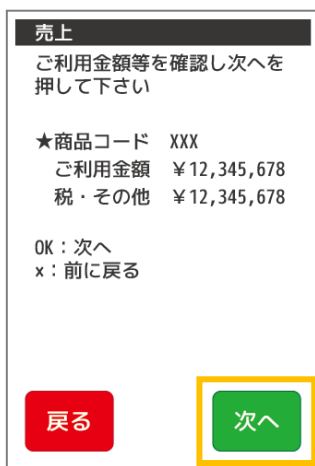 売上
ご利用金額等を確認し次へを
押して下さい
★商品コード XXX
ご利用金額 ￥12,345,678
税・その他 ￥12,345,678
OK：次へ
x：前に戻る
戻る 次へ